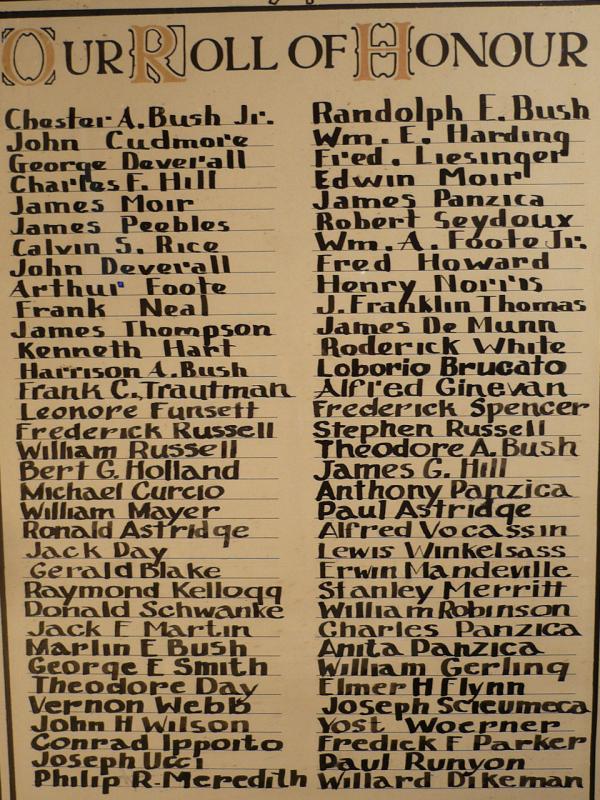 OUR ROLL OF HONOUR
Chester A. Bush Jr.
John Cudmore
George Deverall
Charles F. Hill
James Moir
James Peebles
Calvin S. Rice
John Deverall
Arthur Foote
Frank Neal
James Thompson
Kenneth Hart
Harrison A. Bush
Frank C. Trautman
Leonore Funsett
Frederick Russell
William Russell
Bert G. Holland
Michael Curcio
William Mayer
Ronald Astridge
Jack Day
Gerald Blake
Raymond Kellogg
Donald Schwanke
Jack E Martin
Marlin E Bush
George E Smith
Theodore Day
Vernon Webb
John H Wilson
Conrad Ippoito
Joseph Ucci
Philip R. Meredith
Randolph E. Bush
Wm. E. Harding
Fred. Liesinger
Edwin Moir
James Panzica
Robert Seydoux
Wm. A. Foote Jr.
Fred Howard
Henry Norris
J. Franklin Thomas
James De Munn
Roderick White
Loborio Brucato
Alfred Ginevan
Frederick Spencer
Stephen Russell
Theodore A. Bush
James G. Hill
Anthony Panzica
Paul Astridge
Alfred Vocassin
Lewis Winkelsass
Erwin Mandeville
Stanley Merritt
William Robinson
Charles Panzica
Anita Panzica
William Gerling
Elmer H Flynn
Joseph Scieumeca
Yost Woerner
Fredick F Parker
Paul Runyon
Willard Dikeman